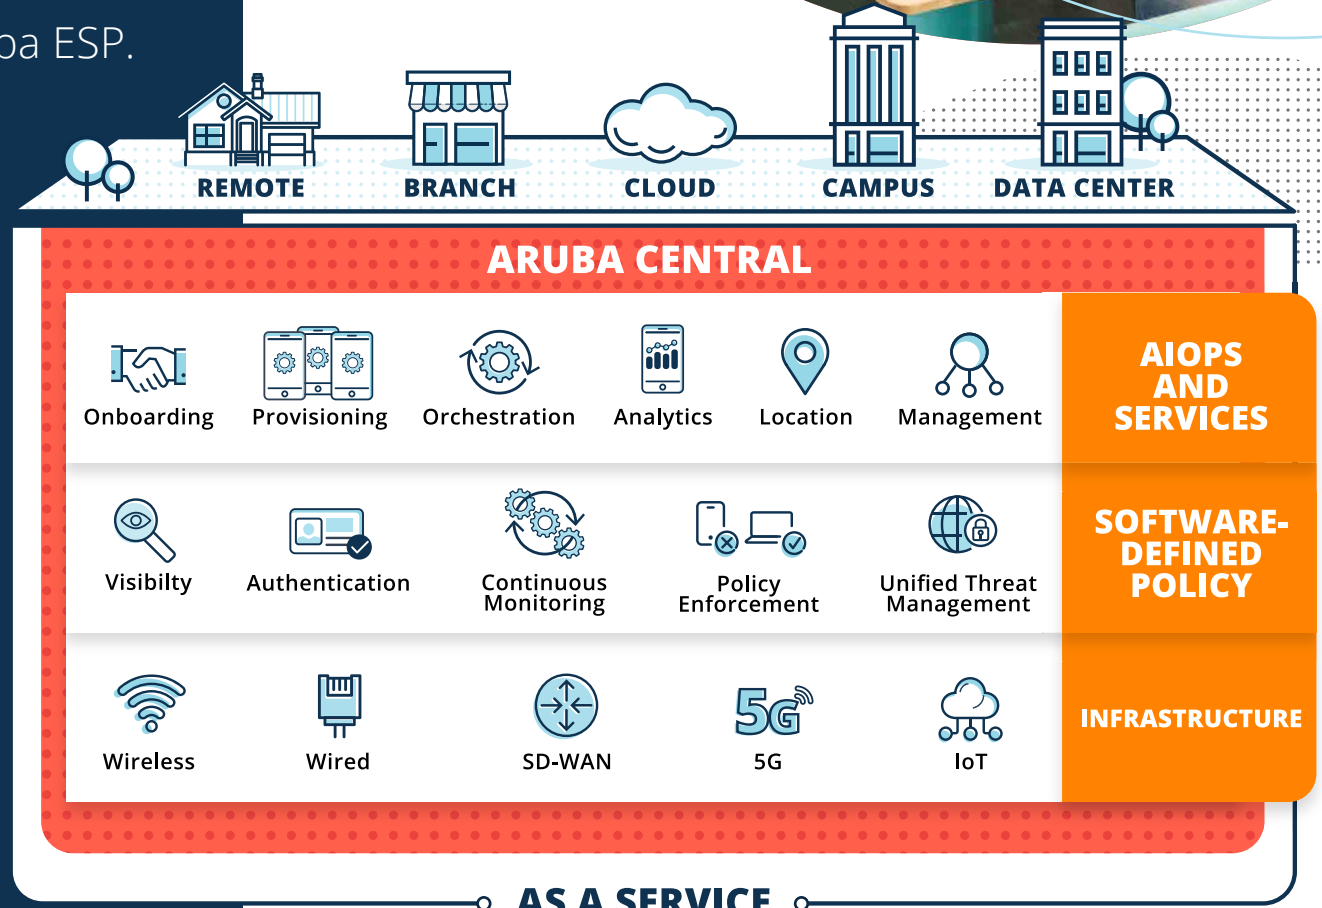 ba ESP.
REMOTE BRANCH CLOUD CAMPUS DATA CENTER
ARUBA CENTRAL
Onboarding Provisioning Orchestration Analytics Location Management
AIOPS
AND
SERVICES
Visibilty Authentication Continuous
Monitoring
Policy
Enforcement
Unified Threat
Management
SOFTWARE-
DEFINED
POLICY
Wireless Wired SD-WAN 5G 5G IoT
INFRASTRUCTURE
AS A SERVICE